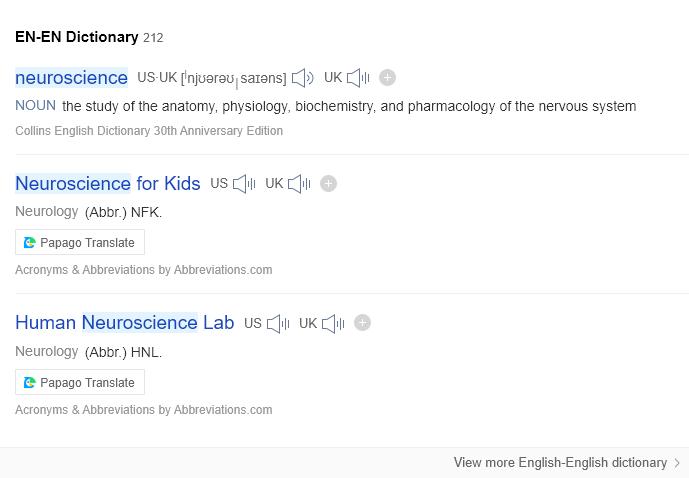 EN-EN Dictionary 212
neuroscience US·UK [ˈnjʊərəʊˌsaɪəns] UK
NOUN the study of the anatomy, physiology, biochemistry, and pharmacology of the nervous system
Collins English Dictionary 30th Anniversary Edition
Neuroscience for Kids US UK
Neurology (Abbr.) NFK.
Papago Translate
Acronyms & Abbreviations by Abbreviations.com
Human Neuroscience Lab US UK
Neurology (Abbr.) HNL.
Papago Translate
Acronyms & Abbreviations by Abbreviations.com
View more English-English dictionary